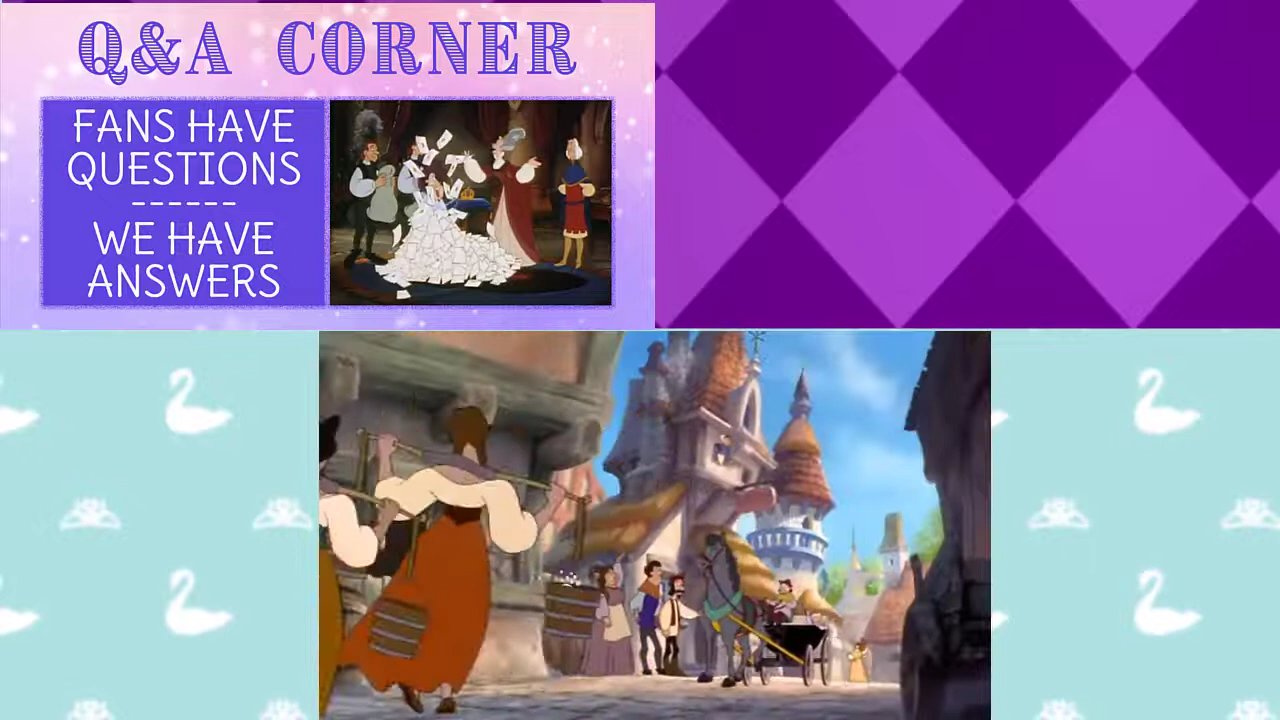 Q&A CORNER
FANS HAVE
QUESTIONS
------
WE HAVE
ANSWERS